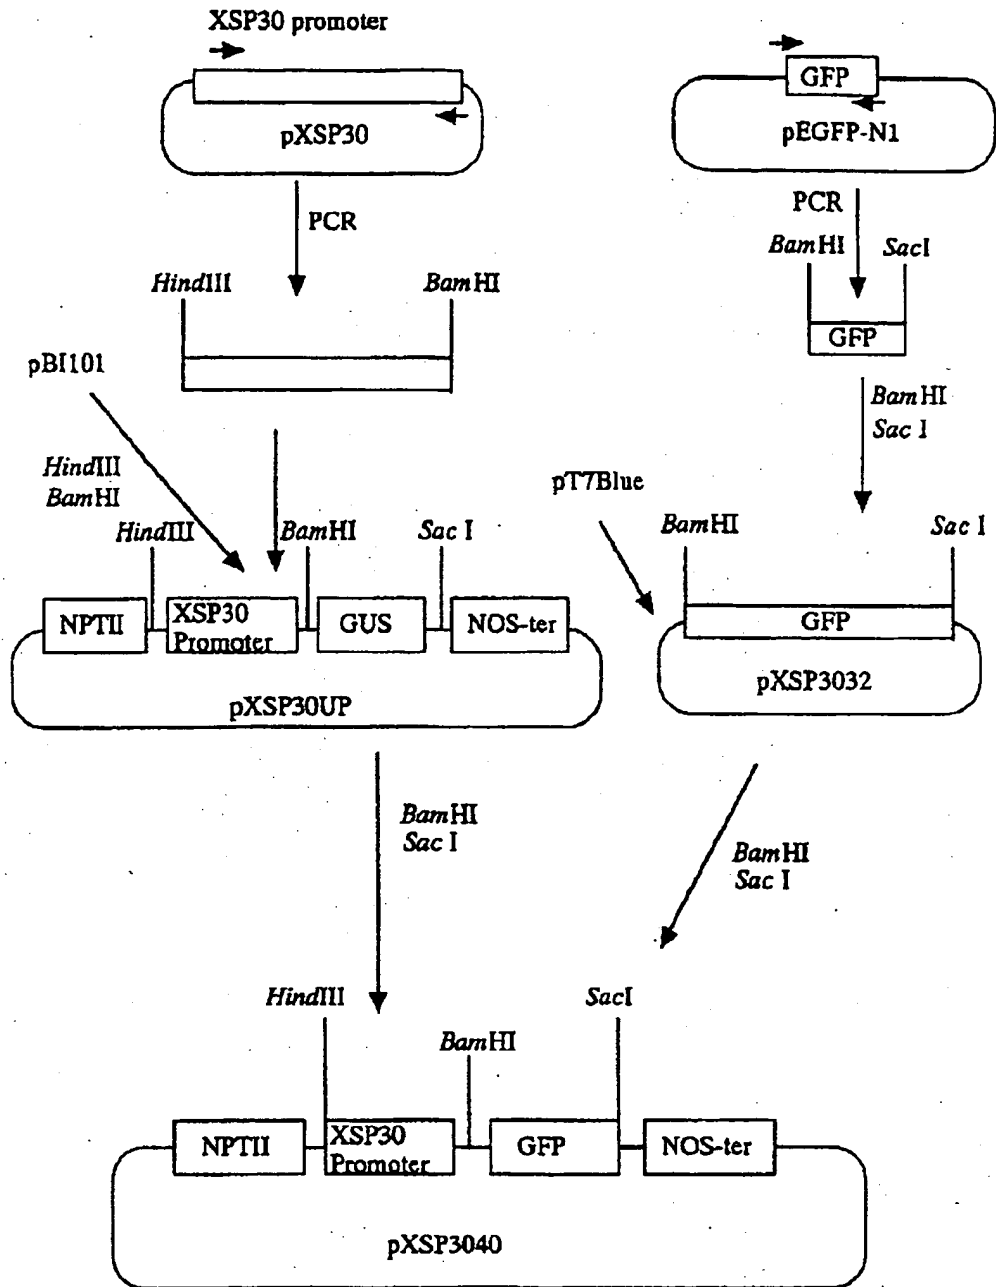 XSP30 promoter
pXSP30
PCR
HindIII
BamHI
pBI101
HindIII
BamHI
HindIII
BamHI
Sac I
NPTII
XSP30
Promoter
GUS
NOS-ter
pXSP30UP
GFP
pEGFP-N1
PCR
BamHI
SacI
GFP
BamHI
Sac I
pT7Blue
BamHI
Sac I
GFP
pXSP3032
BamHI
Sac I
BamHI
Sac I
HindIII
BamHI
SacI
NPTII
XSP30
Promoter
GFP
NOS-ter
pXSP3040